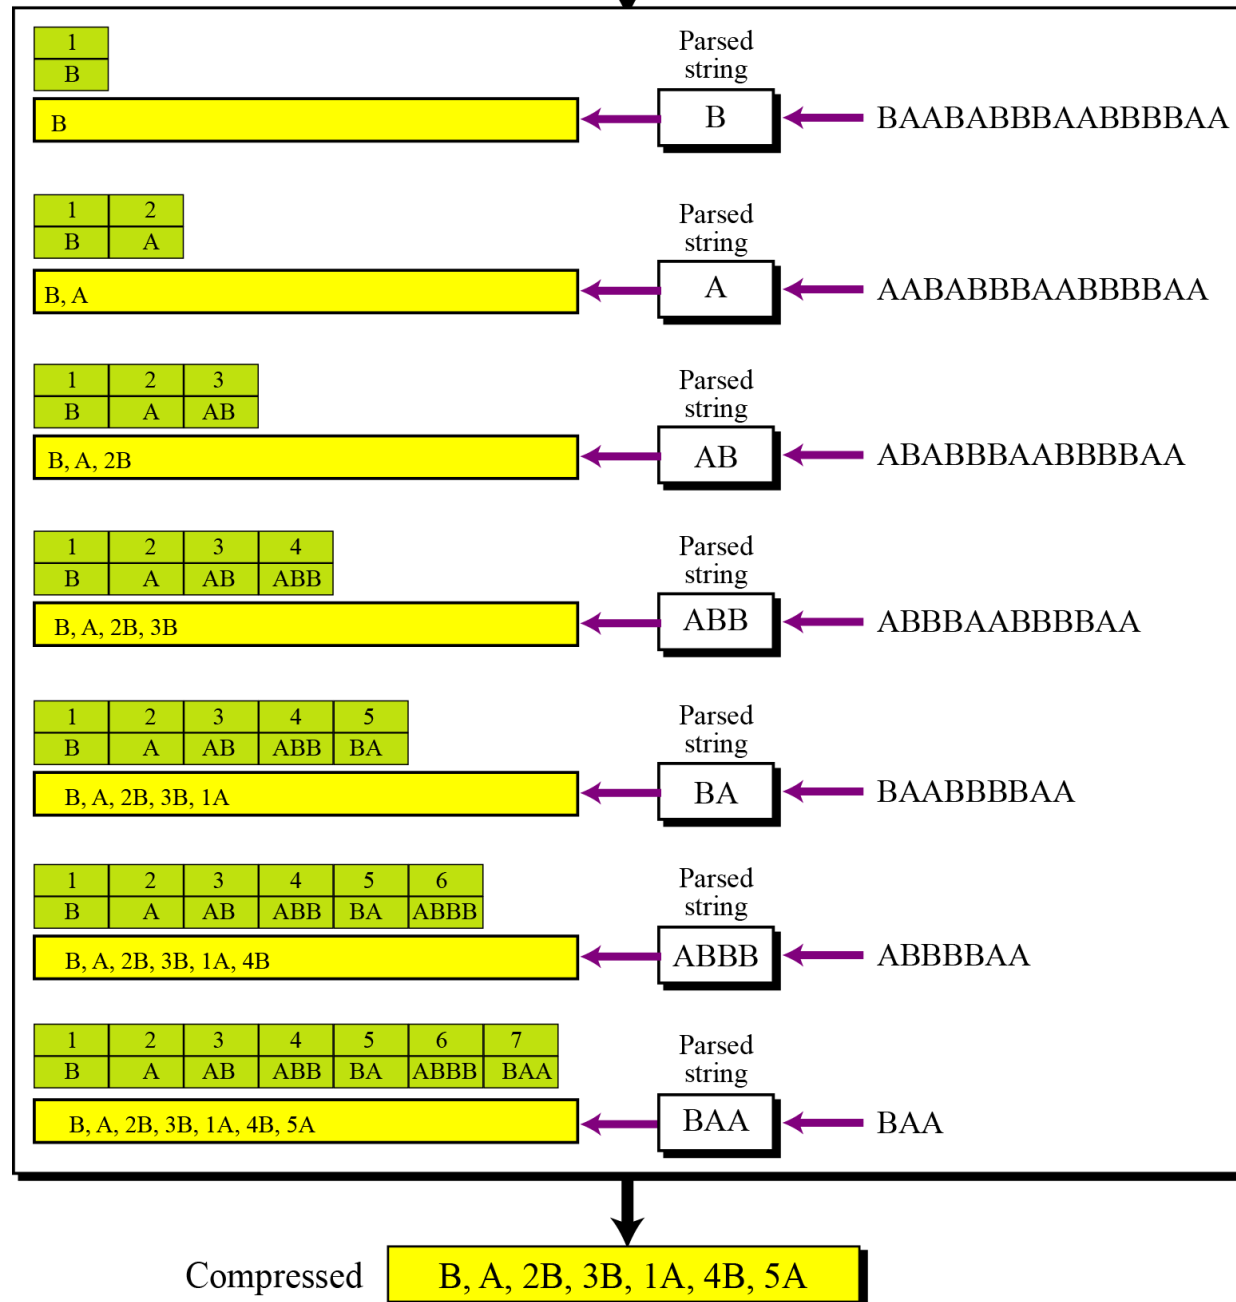 1
B
Parsed
string
B
B
BAABABBBAABBBBAA
1 2
B A
Parsed
string
B, A
A
AABABBBAABBBBAA
1 2 3
B A AB
Parsed
string
B, A, 2B
AB
ABABBBAABBBBAA
1 2 3 4
B A AB ABB
Parsed
string
B, A, 2B, 3B
ABB
ABBBAABBBBAA
1 2 3 4 5
B A AB ABB BA
Parsed
string
B, A, 2B, 3B, 1A
BA
BAABBBBAA
1 2 3 4 5 6
B A AB ABB BA ABBB
Parsed
string
B, A, 2B, 3B, 1A, 4B
ABBB
ABBBBAA
1 2 3 4 5 6 7
B A AB ABB BA ABBB BAA
Parsed
string
B, A, 2B, 3B, 1A, 4B, 5A
BAA
BAA
Compressed
B, A, 2B, 3B, 1A, 4B, 5A